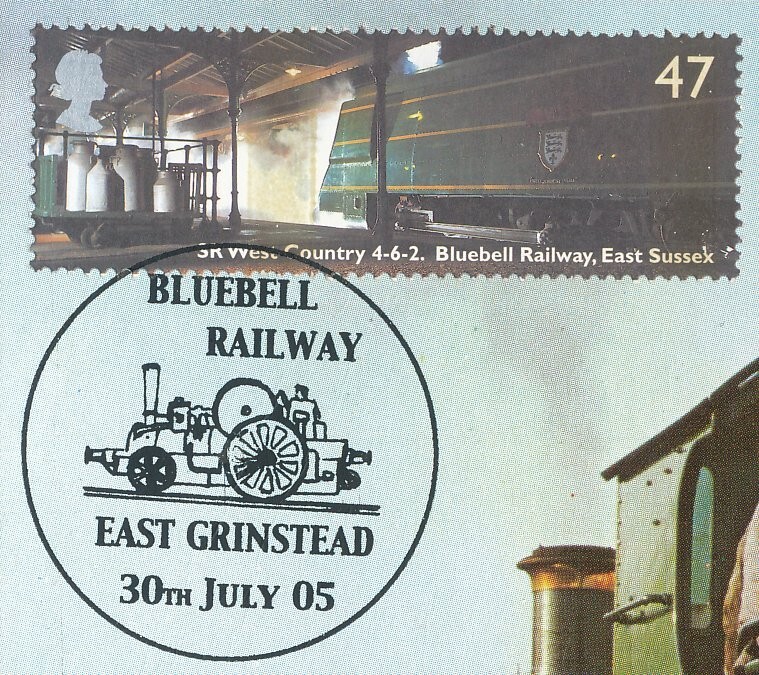 47
SR West Country 4-6-2. Bluebell Railway, East Sussex
BLUEBELL
RAILWAY
EAST GRINSTEAD
30TH JULY 05